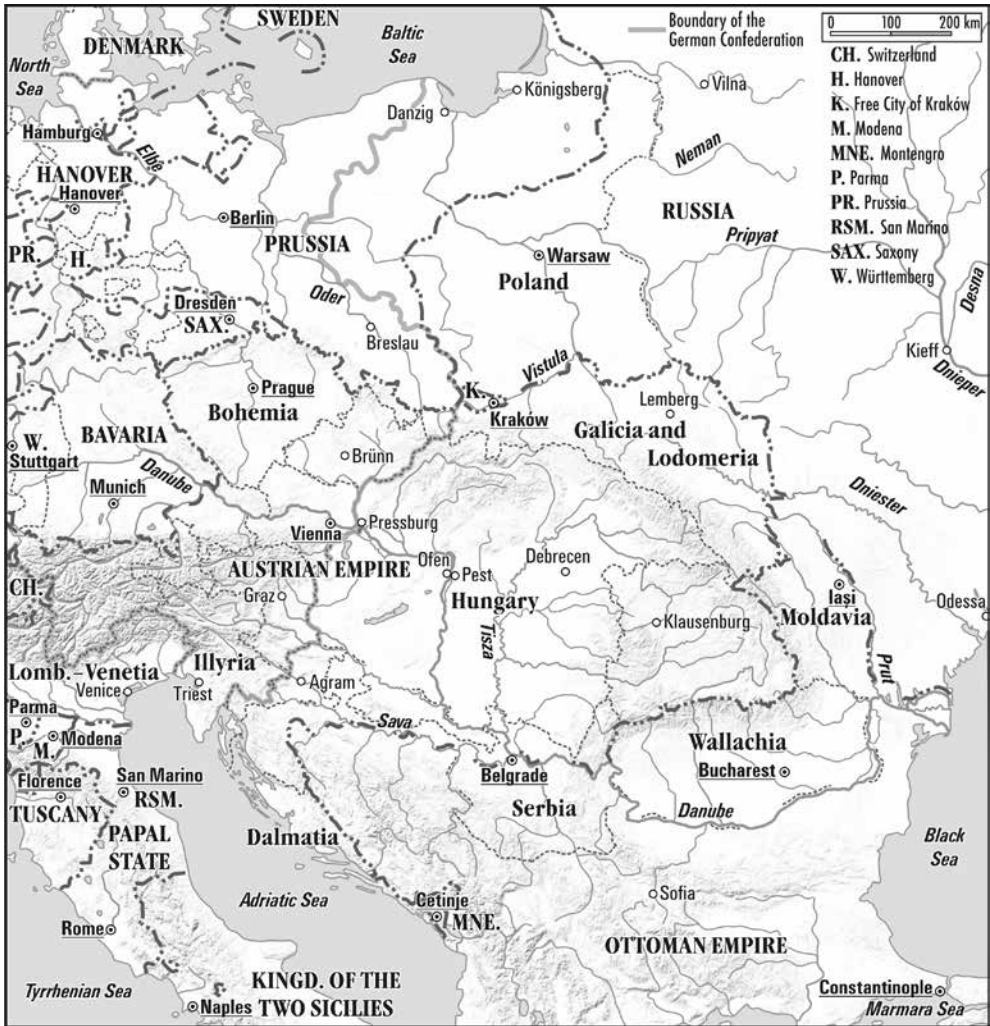 SWEDEN
DENMARK
Baltic
Sea
North
Sea
Boundary of the
German Confederation
0 100 200 km
CH. Switzerland
H. Hanover
K. Free City of Kraków
M. Modena
MNE. Montengro
P. Parma
PR. Prussia
RSM. San Marino
SAX. Saxony
W. Württemberg
Königsberg
Vilna
Danzig
Hamburg
Elbe
Neman
HANOVER
Hanover
Berlin
RUSSIA
PRUSSIA
Pripyat
PR.
H.
Warsaw
Poland
Desna
Oder
Dresden
SAX.
Breslau
Kieff
Dnieper
Vistula
Prague
K.
Bohemia
Kraków
Lemberg
Galicia and
Lodomeria
W.
Stuttgart
BAVARIA
Brünn
Danube
Munich
Dniester
Vienna
Pressburg
CH.
AUSTRIAN EMPIRE
Ofen
Pest
Debrecen
Graz
Hungary
Iași
Moldavia
Odessa
Klausenburg
Tisza
Lomb.-Venetia
Illyria
Prut
Venice
Triest
Agram
Parma
P.
M.
Modena
Sava
Wallachia
Florence
San Marino
RSM.
Belgrade
Bucharest
TUSCANY
Serbia
Danube
PAPAL
STATE
Dalmatia
Black
Sea
Adriatic Sea
Sofia
Cetinje
MNE.
Rome
OTTOMAN EMPIRE
Tyrrhenian Sea
KINGD. OF THE
TWO SICILIES
Naples
Constantinople
Marmara Sea